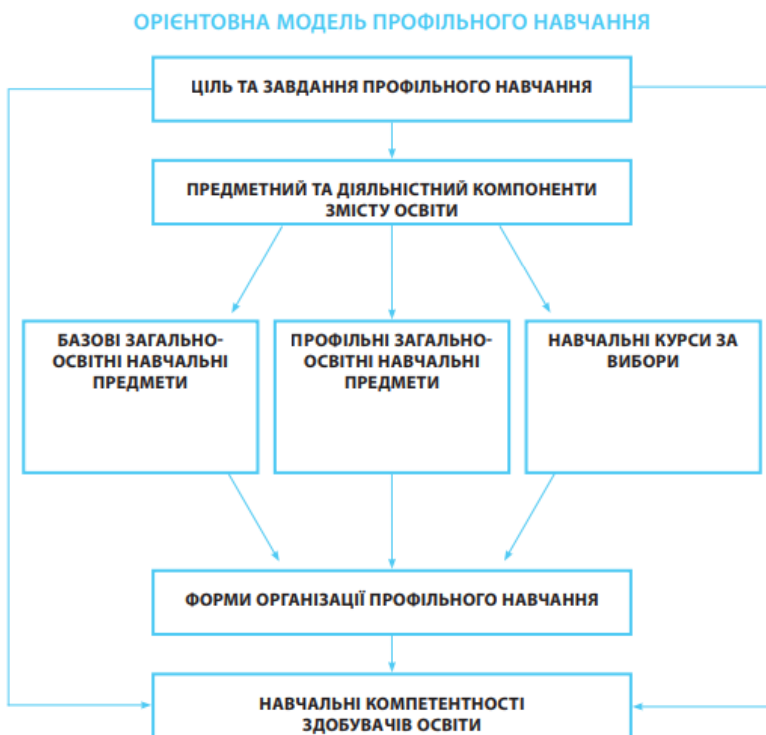 ОРІЄНТОВНА МОДЕЛЬ ПРОФІЛЬНОГО НАВЧАННЯ
ЦІЛЬ ТА ЗАВДАННЯ ПРОФІЛЬНОГО НАВЧАННЯ
ПРЕДМЕТНИЙ ТА ДІЯЛЬНІСТНИЙ КОМПОНЕНТИ
ЗМІСТУ ОСВІТИ
БАЗОВІ ЗАГАЛЬНО-
ОСВІТНІ НАВЧАЛЬНІ
ПРЕДМЕТИ
ПРОФІЛЬНІ ЗАГАЛЬНО-
ОСВІТНІ НАВЧАЛЬНІ
ПРЕДМЕТИ
НАВЧАЛЬНІ КУРСИ ЗА
ВИБОРИ
ФОРМИ ОРГАНІЗАЦІЇ ПРОФІЛЬНОГО НАВЧАННЯ
НАВЧАЛЬНІ КОМПЕТЕНТНОСТІ
ЗДОБУВАЧІВ ОСВІТИ